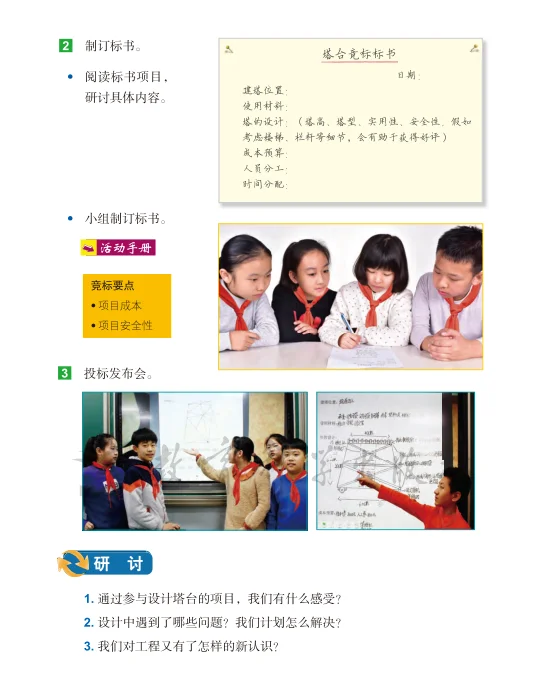 2 制订标书。
• 阅读标书项目，
研讨具体内容。
塔台竞标标书
日期：
建塔位置：
使用材料：
塔的设计：（塔高、塔型、实用性、安全性，假如
考虑楼梯、栏杆等细节，会有助于获得好评）
成本预算：
人员分工：
时间分配：
• 小组制订标书。
活动手册
竞标要点
• 项目成本
• 项目安全性
3 投标发布会。
研 讨
1. 通过参与设计塔台的项目，我们有什么感受？
2. 设计中遇到了哪些问题？我们计划怎么解决？
3. 我们对工程又有了怎样的新认识？